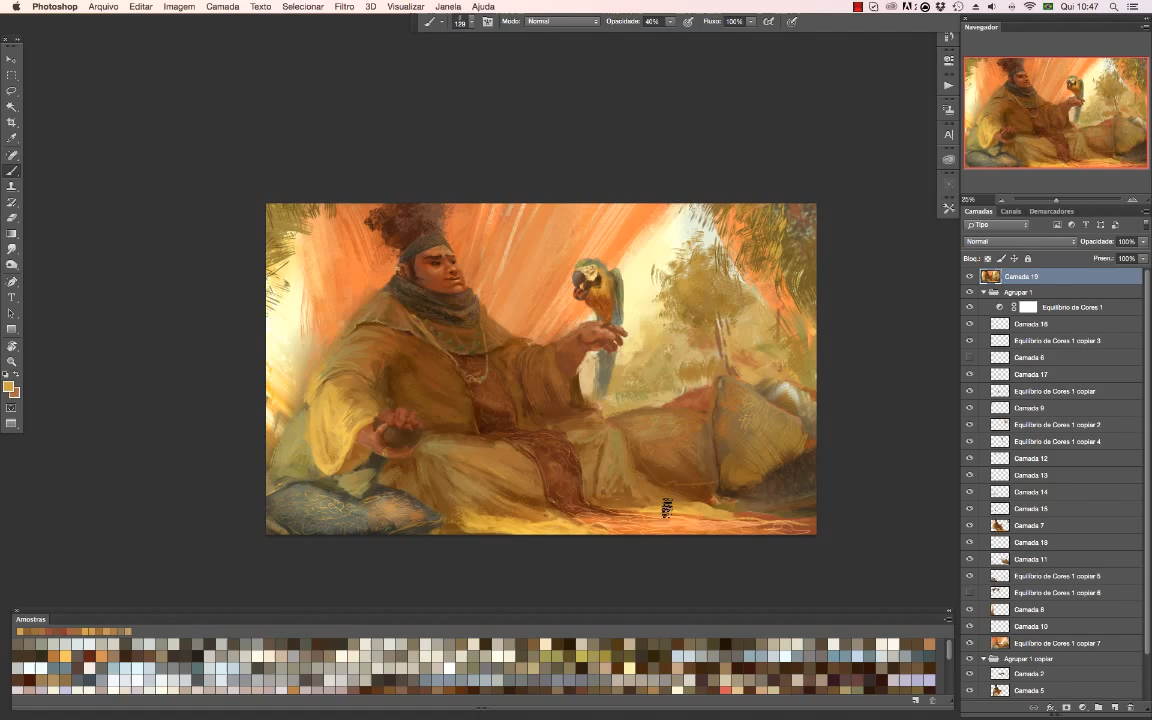 Photoshop Arquivo Editar Imagem Camada Texto Selecionar Filtro 3D Visualizar Janela Ajuda Qui 10:47
129 Modo: Normal Opacidade: 40% Fluxo: 100%
Navegador
25%
Camadas Canais Demarcadores
Tipo
Normal Opacidade: 100%
Bloq.: Preen.: 100%
Camada 19
Agrupar 1
Equilíbrio de Cores 1
Camada 16
Equilíbrio de Cores 1 copiar 3
Camada 6
Camada 17
Equilíbrio de Cores 1 copiar
Camada 9
Equilíbrio de Cores 1 copiar 2
Equilíbrio de Cores 1 copiar 4
Camada 12
Camada 13
Camada 14
Camada 15
Camada 7
Camada 18
Camada 11
Equilíbrio de Cores 1 copiar 5
Equilíbrio de Cores 1 copiar 6
Camada 8
Camada 10
Equilíbrio de Cores 1 copiar 7
Agrupar 1 copiar
Camada 2
Camada 5
Amostras